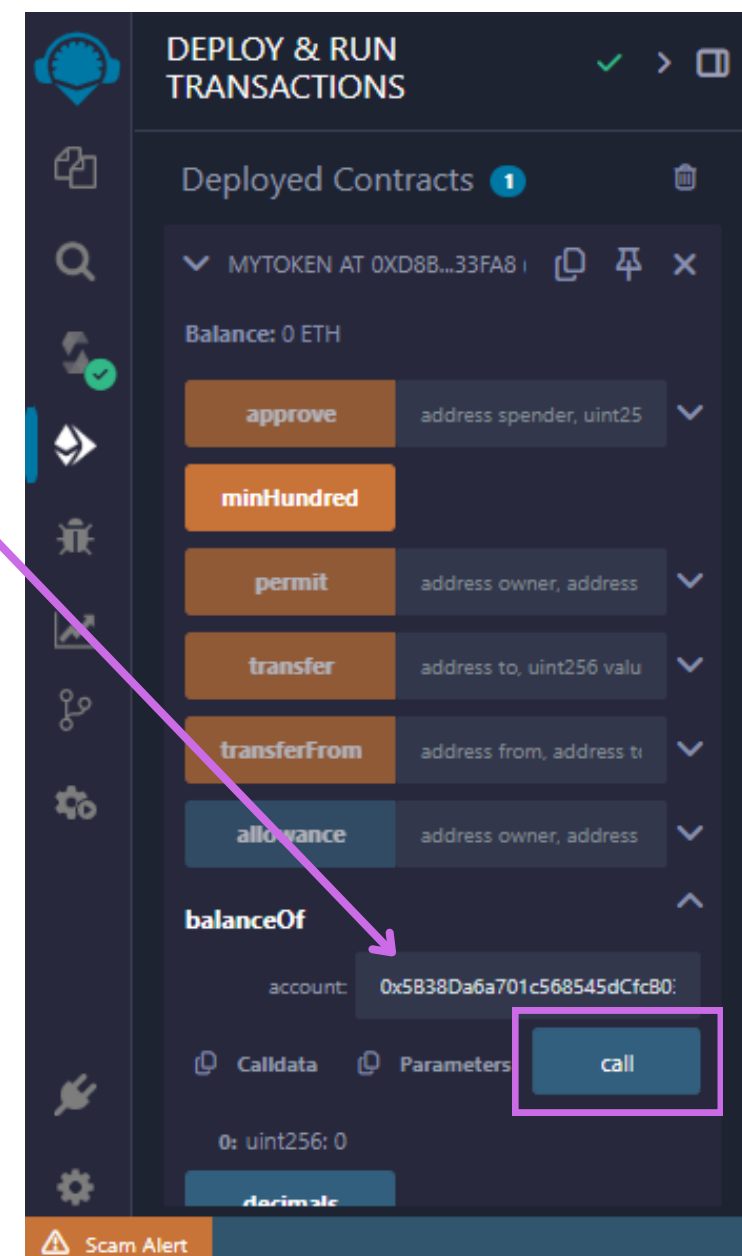 DEPLOY & RUN
TRANSACTIONS
Deployed Contracts 1
MYTOKEN AT 0XD8B...33FA8 (
Balance: 0 ETH
approve address spender, uint25
minHundred
permit address owner, address
transfer address to, uint256 valu
transferFrom address from, address to
allowance address owner, address
balanceOf
account: 0x5B38Da6a701c568545dCfcB03
Calldata Parameters call
0: uint256: 0
decimals
Scam Alert